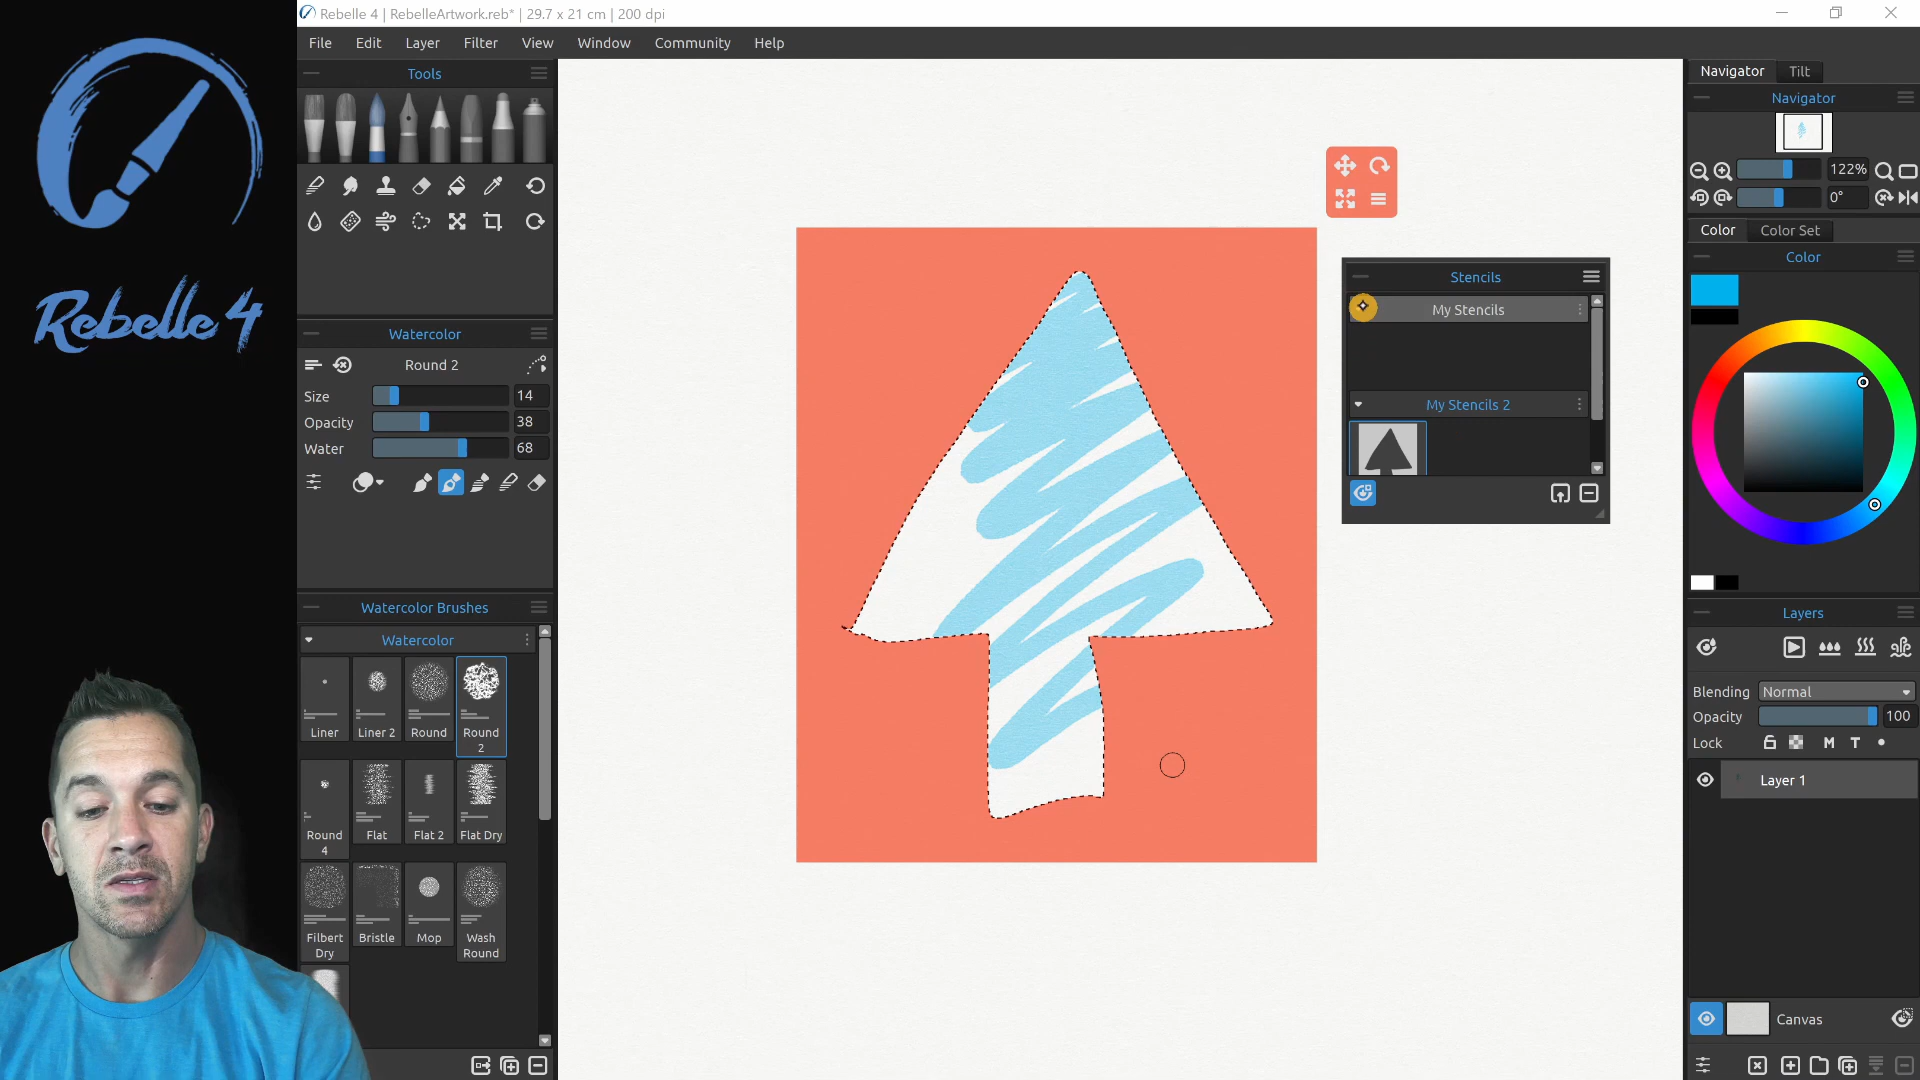 Rebelle 4 | RebelleArtwork.reb* | 29.7 x 21 cm | 200 dpi
File Edit Layer Filter View Window Community Help
Rebelle 4
Tools
Watercolor
Round 2
Size 14
Opacity 38
Water 68
Watercolor Brushes
Watercolor
Liner Liner 2 Round Round 2
Round 4 Flat Flat 2 Flat Dry
Filbert Dry Bristle Mop Wash Round
Stencils
My Stencils
My Stencils 2
Navigator Tilt
Navigator
122%
0°
Color Color Set
Color
Layers
Blending Normal
Opacity 100
Lock M T
Layer 1
Canvas